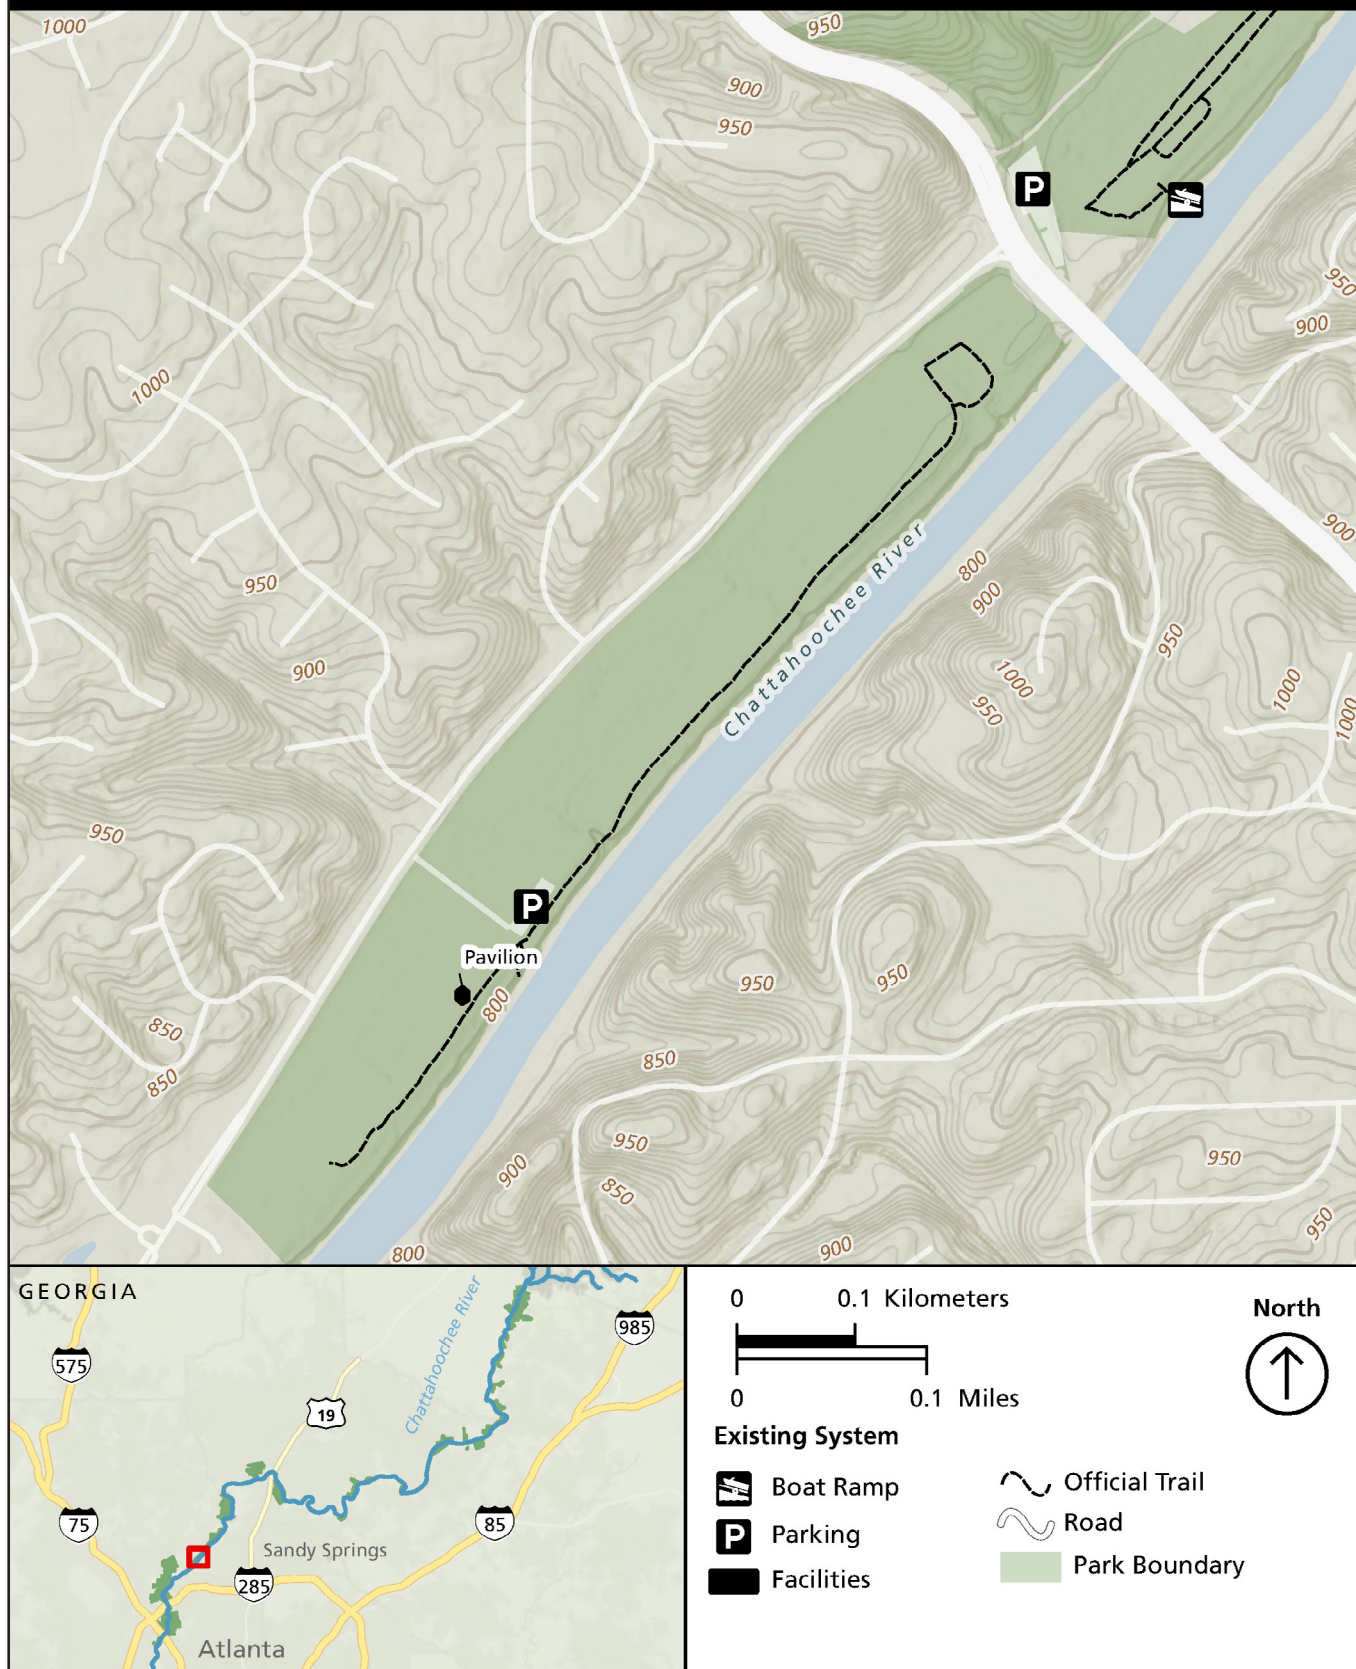 1000
950
900
950
P
950
900
1000
900
Chattahoochee River
800
900
950
950
1000
950
1000
1000
900
950
P
Pavilion
800
950
950
850
850
850
950
900
850
950
950
800
900
GEORGIA
Chattahoochee River
985
575
19
75
85
Sandy Springs
285
Atlanta
0 0.1 Kilometers
0 0.1 Miles
North
Existing System
Boat Ramp
P Parking
Facilities
Official Trail
Road
Park Boundary